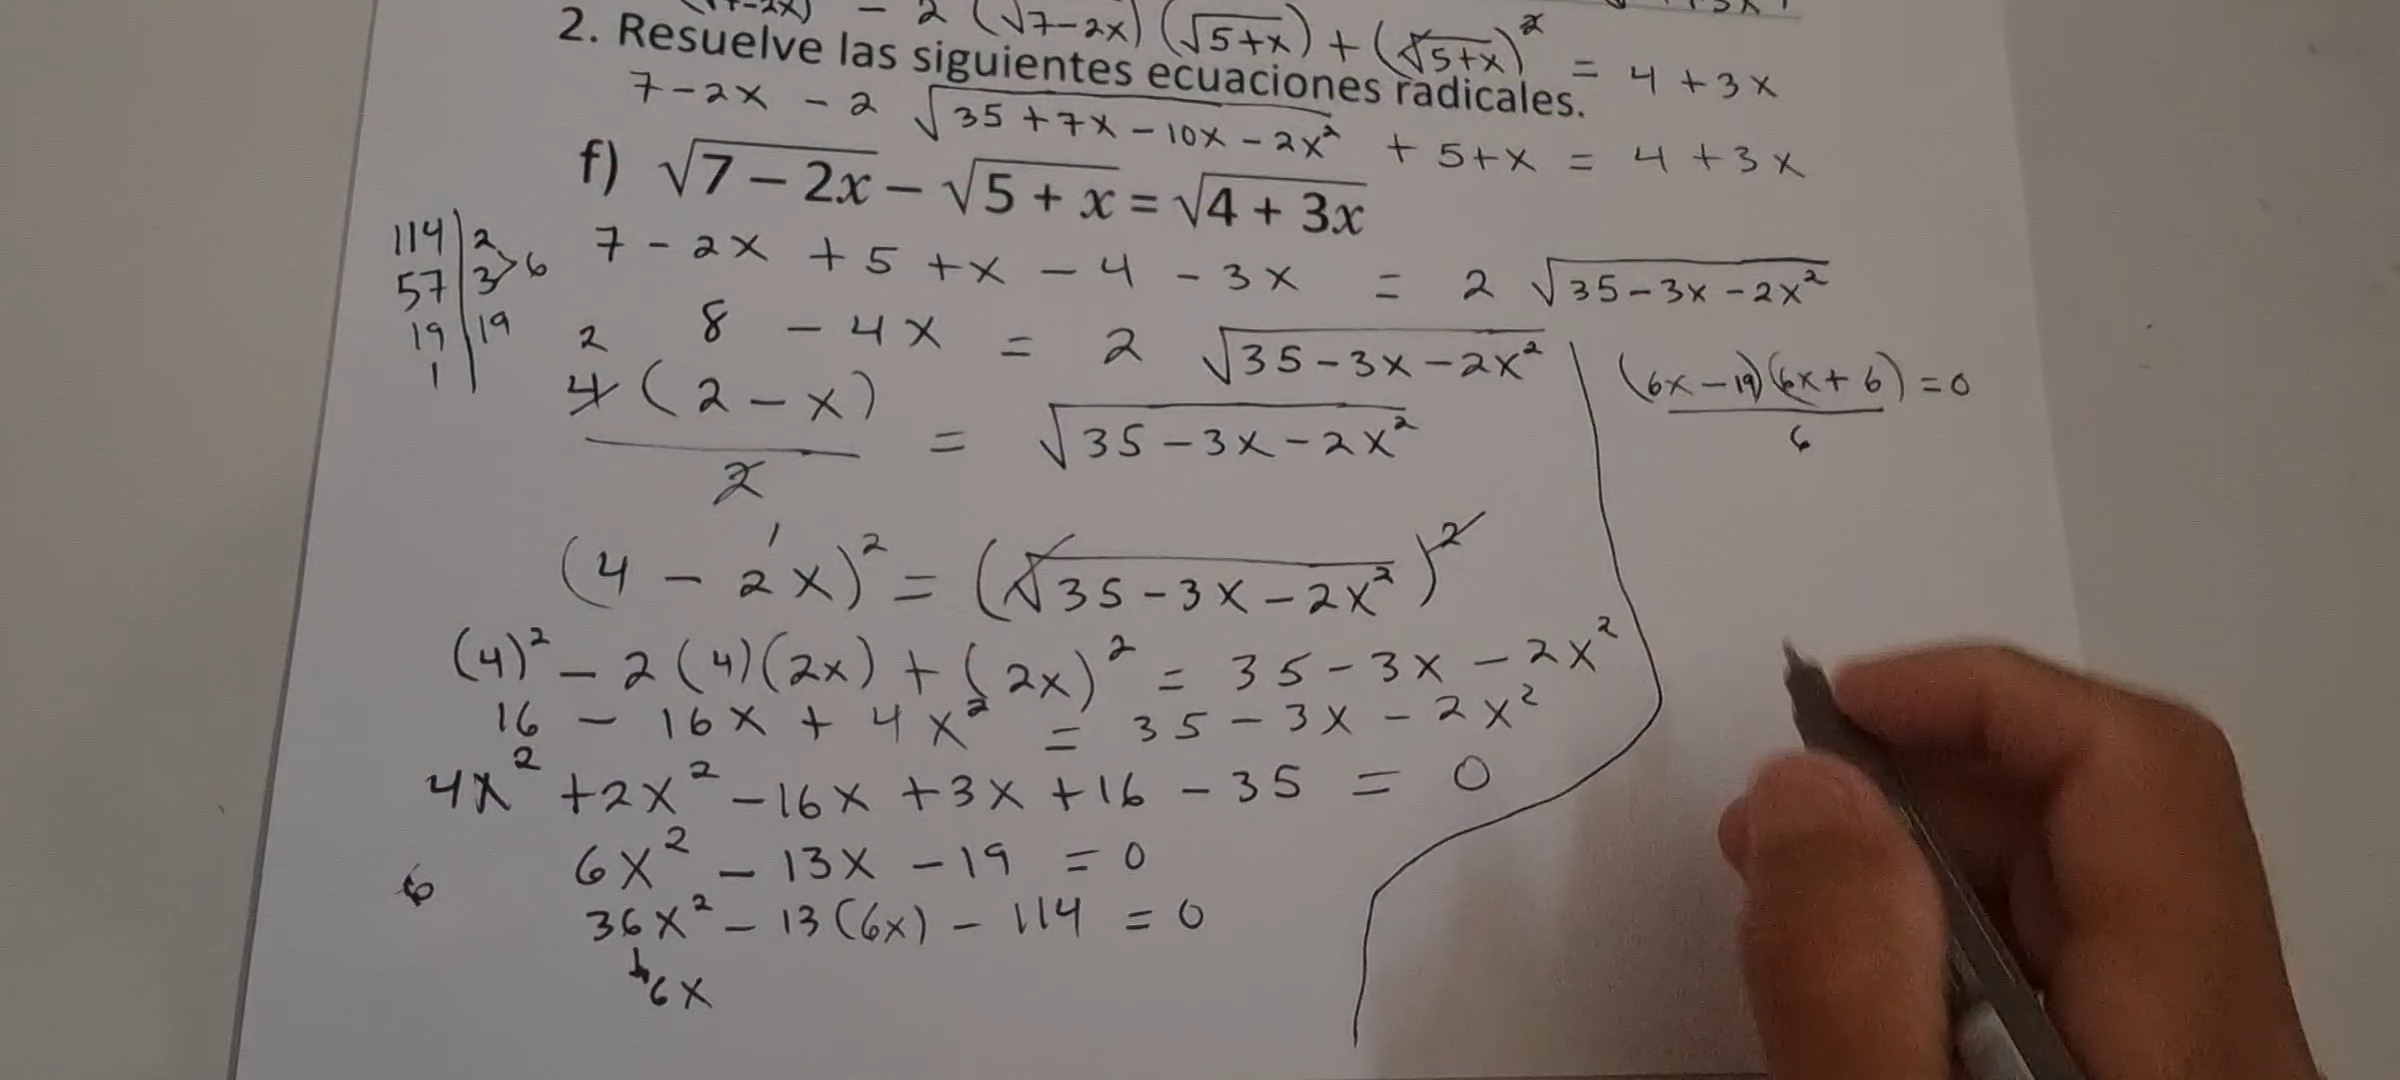 - 2 (√7-2x) (√5+x) + (√5+x)² = 4+3x
2. Resuelve las siguientes ecuaciones radicales.
7-2x - 2 √35+7x-10x-2x² + 5+x = 4+3x
f) √7 − 2x − √5 + x = √4 + 3x
7 - 2x + 5 + x - 4 - 3x = 2 √35-3x-2x²
8 - 4x = 2 √35-3x-2x²
2
4(2-x)
2
= √35-3x-2x²
1
(4 - 2x)² = (√35-3x-2x²)²
(4)² - 2(4)(2x) + (2x)² = 35-3x-2x²
16 - 16x + 4x² = 35-3x-2x²
4x² +2x² -16x +3x +16 -35 = 0
6x² - 13x - 19 = 0
6
36x² - 13(6x) - 114 = 0
6x
114 | 2
57 | 3 > 6
19 | 19
1
(6x-19)(6x+6) = 0
6